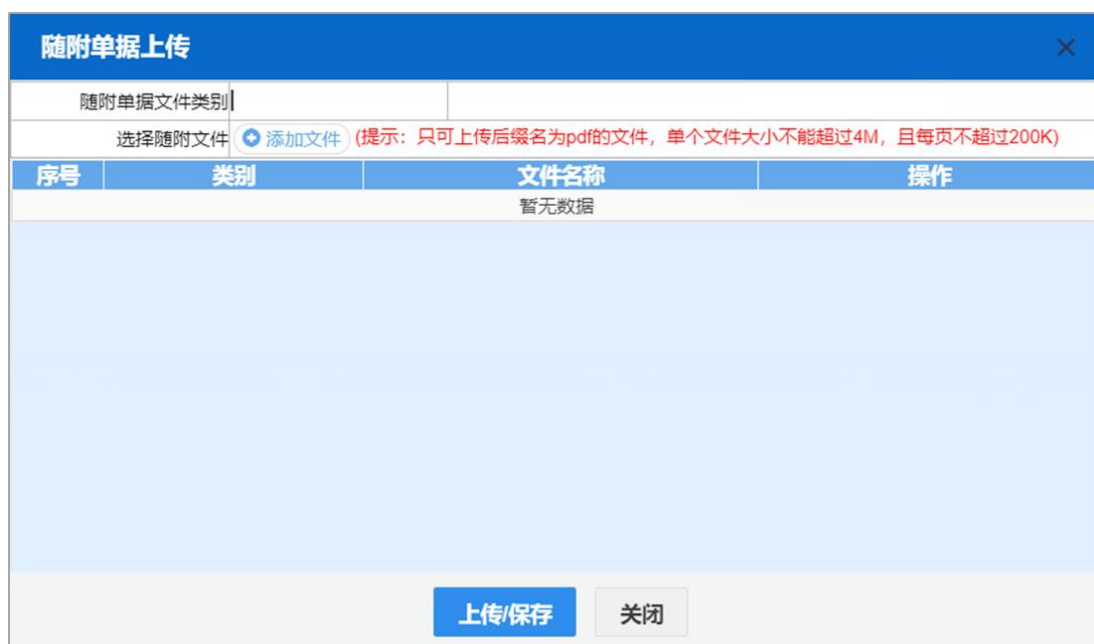 随附单据上传
随附单据文件类别
选择随附文件 添加文件 (提示：只可上传后缀名为pdf的文件，单个文件大小不能超过4M，且每页不超过200K)
序号 类别 文件名称 操作
暂无数据
上传/保存 关闭